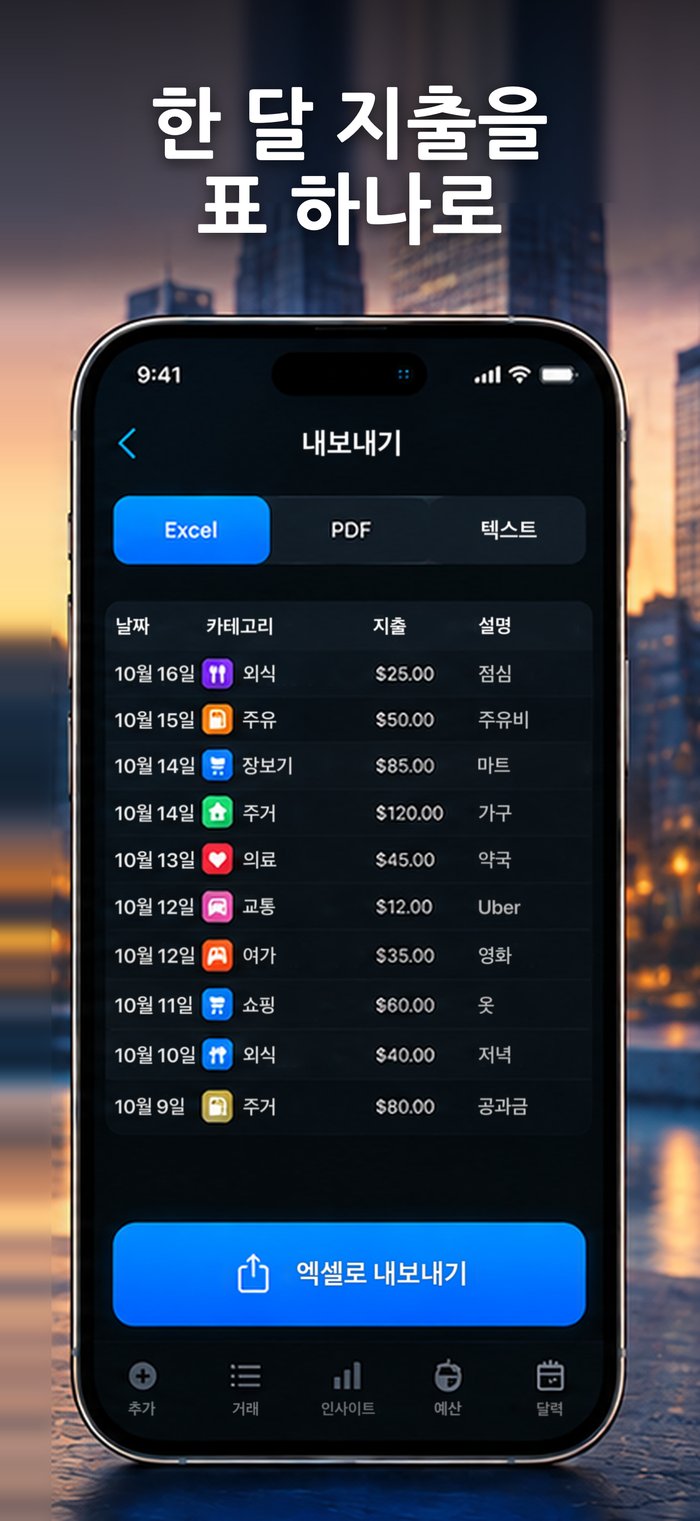 한 달 지출을
표 하나로
9:41
내보내기
Excel PDF 텍스트
날짜 카테고리 지출 설명
10월 16일 외식 $25.00 점심
10월 15일 주유 $50.00 주유비
10월 14일 장보기 $85.00 마트
10월 14일 주거 $120.00 가구
10월 13일 의료 $45.00 약국
10월 12일 교통 $12.00 Uber
10월 12일 여가 $35.00 영화
10월 11일 쇼핑 $60.00 옷
10월 10일 외식 $40.00 저녁
10월 9일 주거 $80.00 공과금
엑셀로 내보내기
추가 거래 인사이트 예산 달력